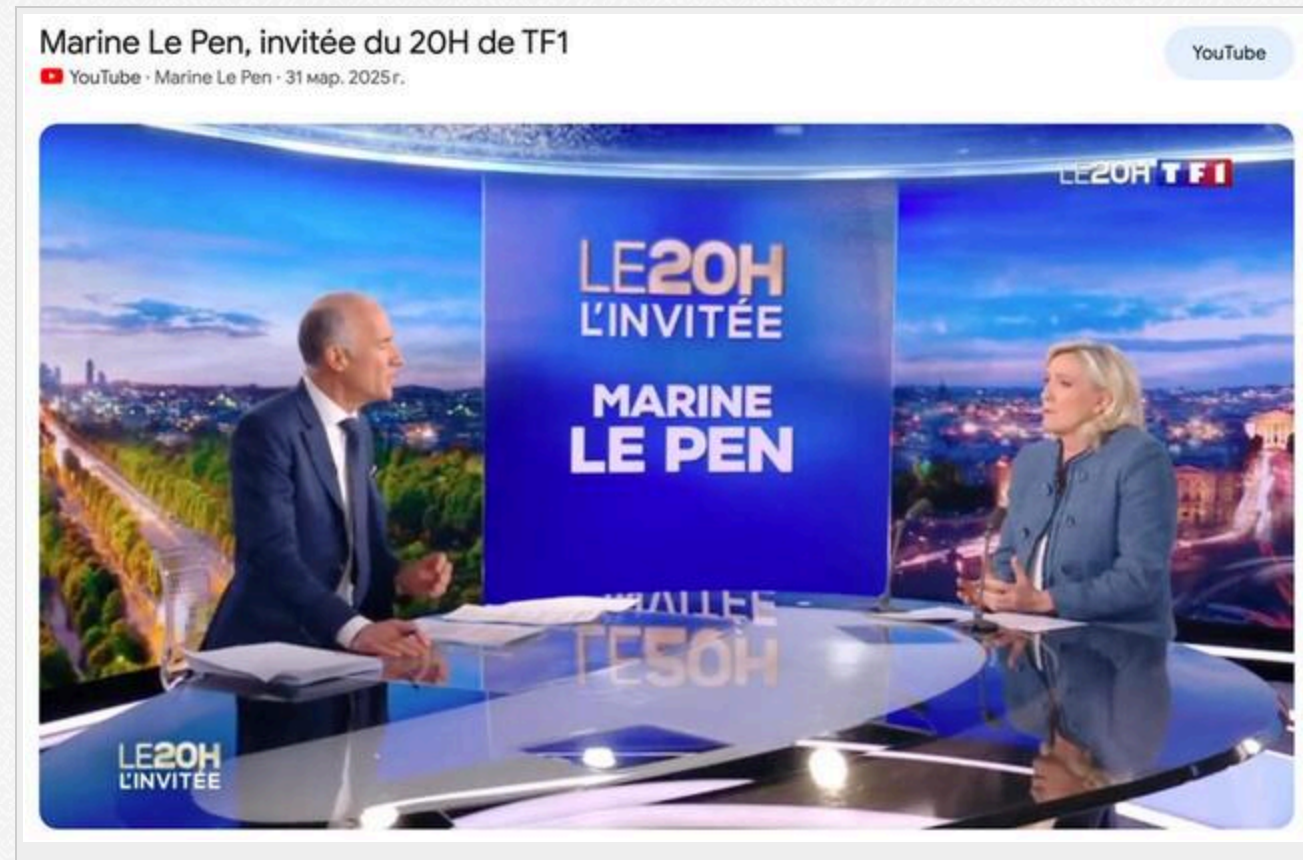 Marine Le Pen, invitée du 20H de TF1
YouTube · Marine Le Pen · 31 мар. 2025 г.
YouTube
LE20H TF1
LE20H
L'INVITÉE
MARINE
LE PEN
LE20H
L'INVITÉE